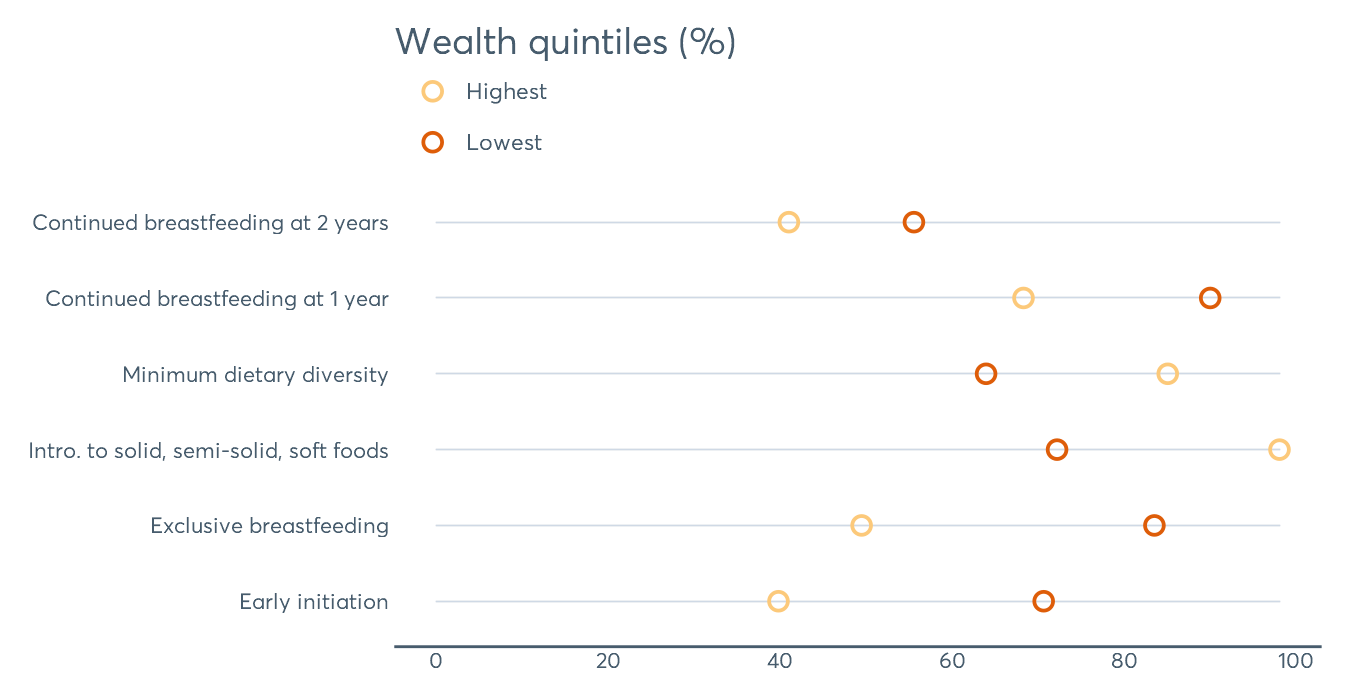 Wealth quintiles (%)
Highest
Lowest
Continued breastfeeding at 2 years
Continued breastfeeding at 1 year
Minimum dietary diversity
Intro. to solid, semi-solid, soft foods
Exclusive breastfeeding
Early initiation
0 20 40 60 80 100